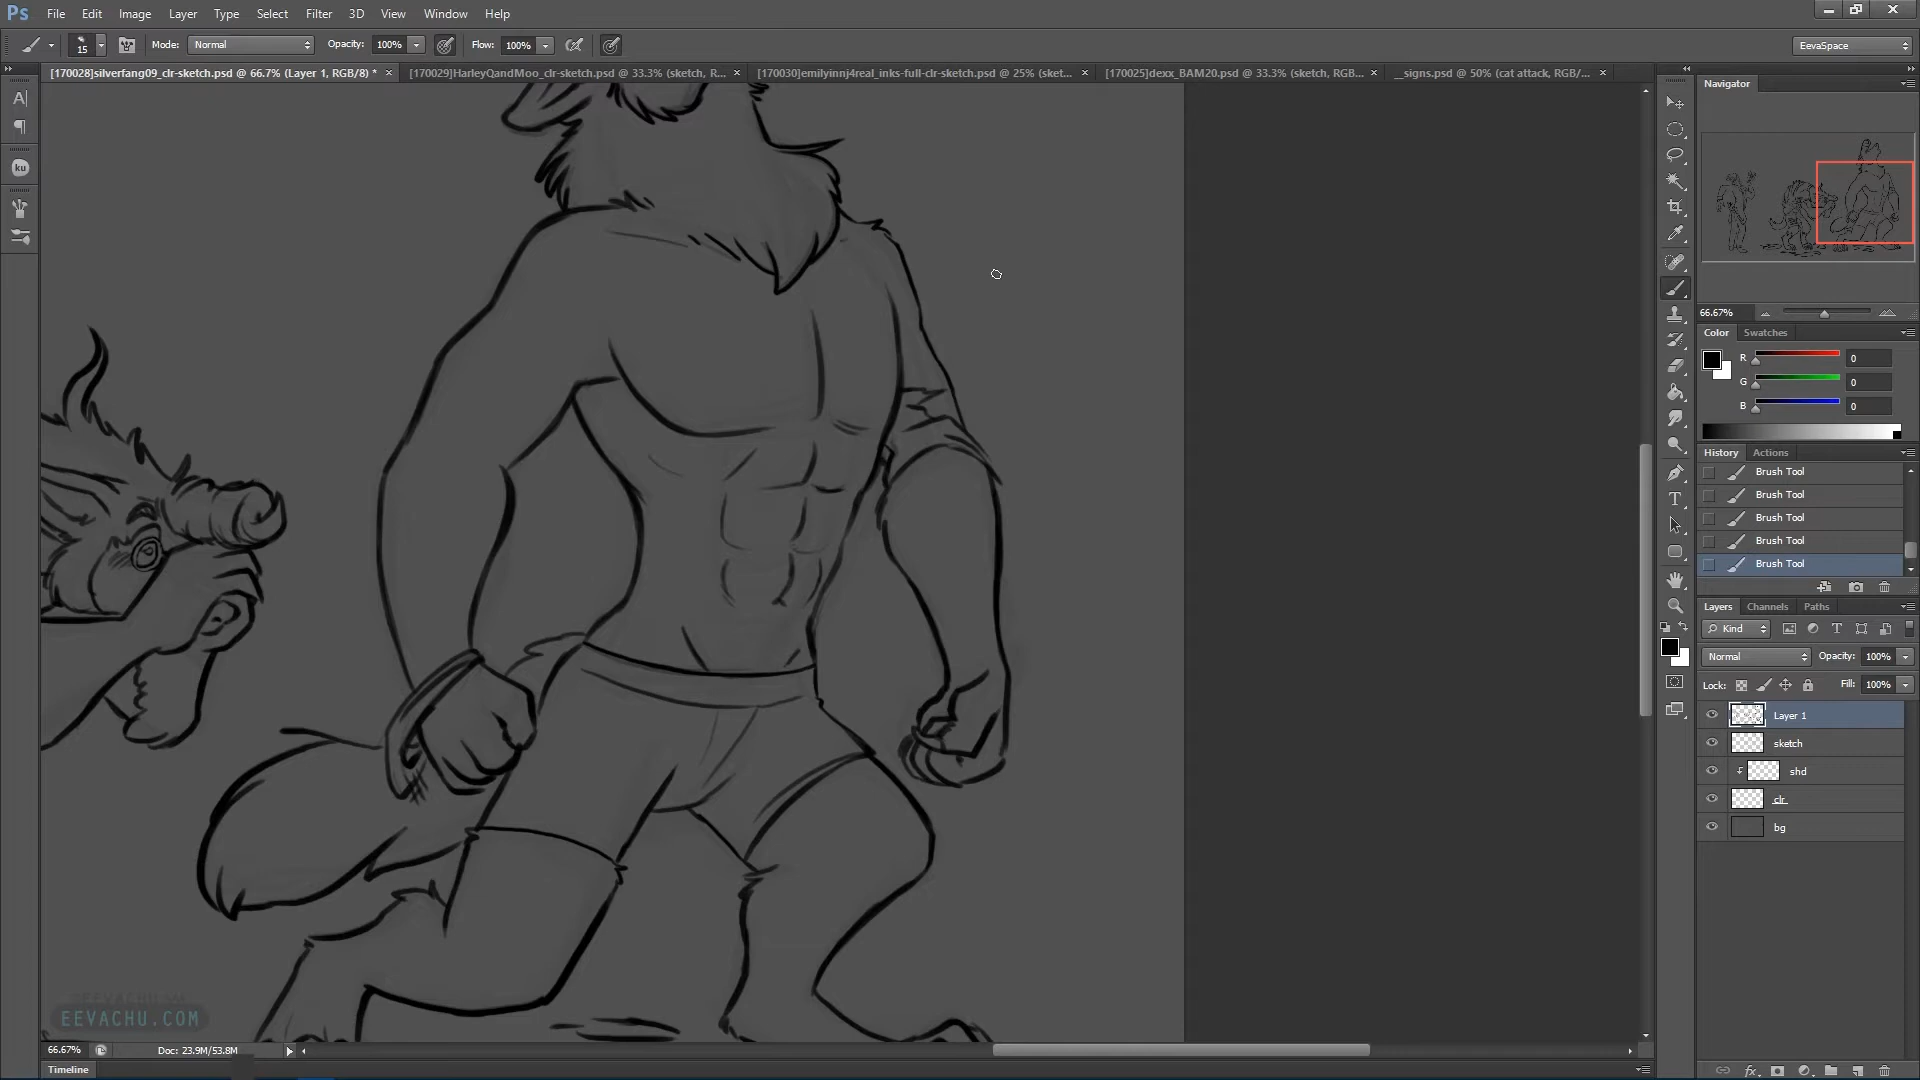 Ps File Edit Image Layer Type Select Filter 3D View Window Help
15 Mode: Normal Opacity: 100% Flow: 100% EevaSpace
[170028]silverfang09_clr-sketch.psd @ 66.7% (Layer 1, RGB/8) * × [170029]HarleyQandMoo_clr-sketch.psd @ 33.3% (sketch, R... × [170030]emilyinnj4real_inks-full-clr-sketch.psd @ 25% (sket... × [170025]dexx_BAM20.psd @ 33.3% (sketch, RGB... × __signs.psd @ 50% (cat attack, RGB/... ×
Navigator
66.67%
Color Swatches
R 0
G 0
B 0
History Actions
Brush Tool
Brush Tool
Brush Tool
Brush Tool
Brush Tool
Layers Channels Paths
Kind
Normal Opacity: 100%
Lock: Fill: 100%
Layer 1
sketch
shd
clr
bg
ku
EEVACHU.COM
66.67% Doc: 23.9M/53.8M
Timeline